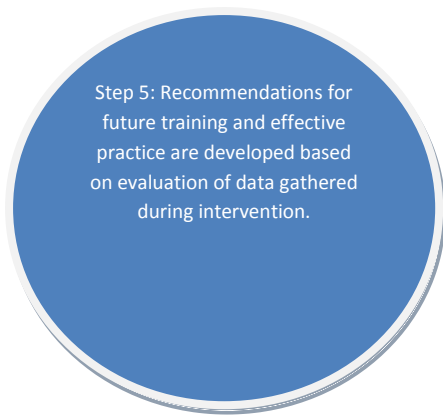 Step 5: Recommendations for
future training and effective
practice are developed based
on evaluation of data gathered
during intervention.